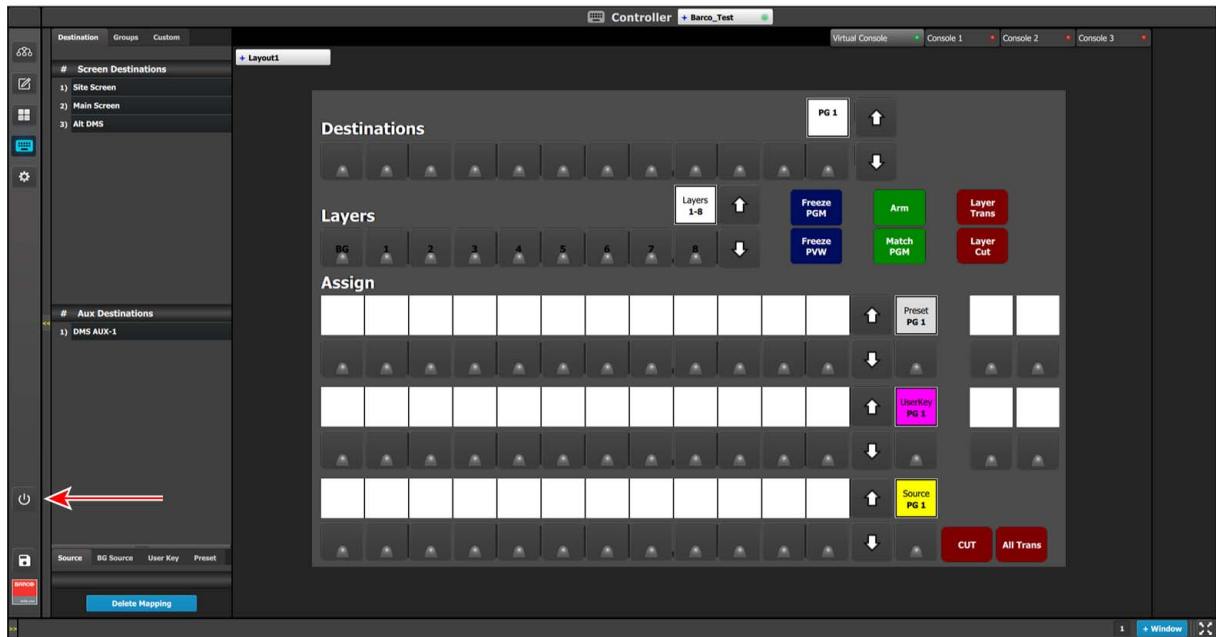 Controller + Barco_Test
Destination Groups Custom
Virtual Console Console 1 Console 2 Console 3
+ Layout1
# Screen Destinations
1) Site Screen
2) Main Screen
3) Alt DMS
PG 1
Destinations
Layers
1-8
Freeze
PGM
Arm
Layer
Trans
Layers
BG 1 2 3 4 5 6 7 8
Freeze
PVW
Match
PGM
Layer
Cut
Assign
# Aux Destinations
1) DMS AUX-1
<<
Preset
PG 1
UserKey
PG 1
Source
PG 1
CUT All Trans
Source BG Source User Key Preset
BARCO
Delete Mapping
>> 1 + Window